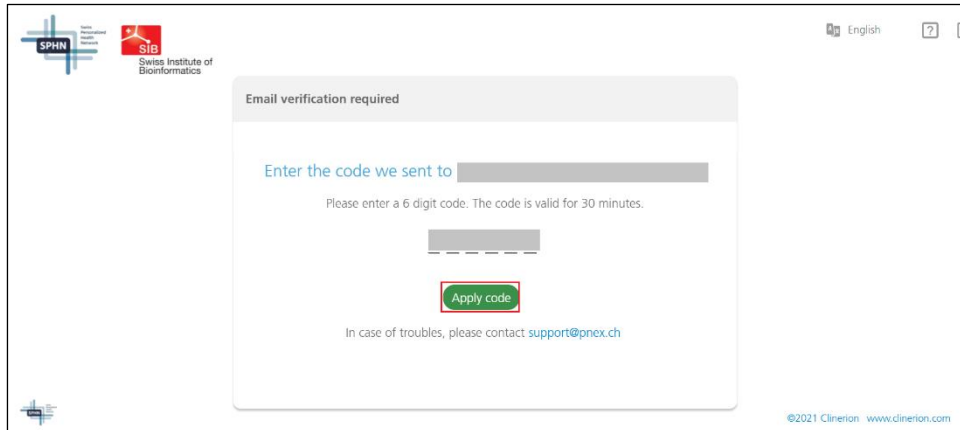 SPHN
Swiss
Personalized
Health
Network
SIB
Swiss Institute of
Bioinformatics
English
?
Email verification required
Enter the code we sent to
Please enter a 6 digit code. The code is valid for 30 minutes.
Apply code
In case of troubles, please contact support@pnex.ch
©2021 Clinerion www.clinerion.com